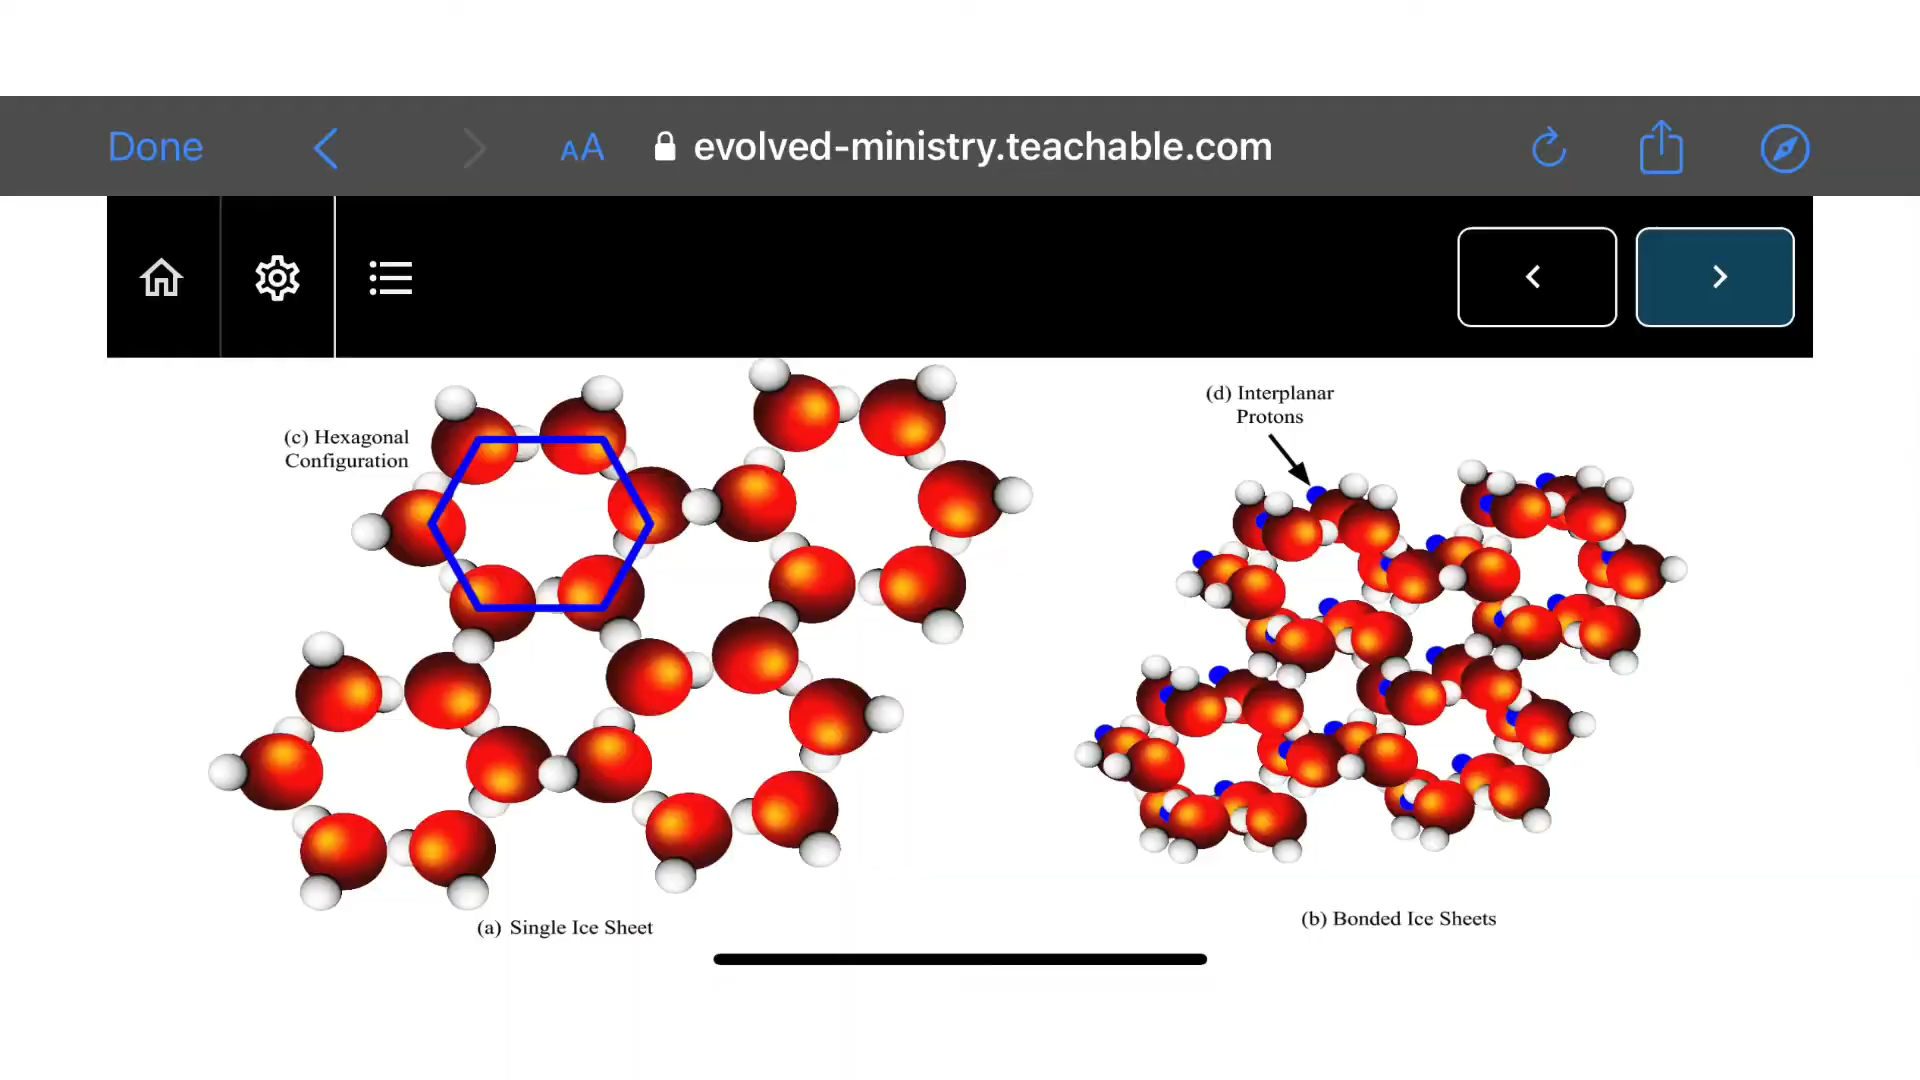 Done
AA
evolved-ministry.teachable.com
(c) Hexagonal
Configuration
(d) Interplanar
Protons
(a) Single Ice Sheet
(b) Bonded Ice Sheets